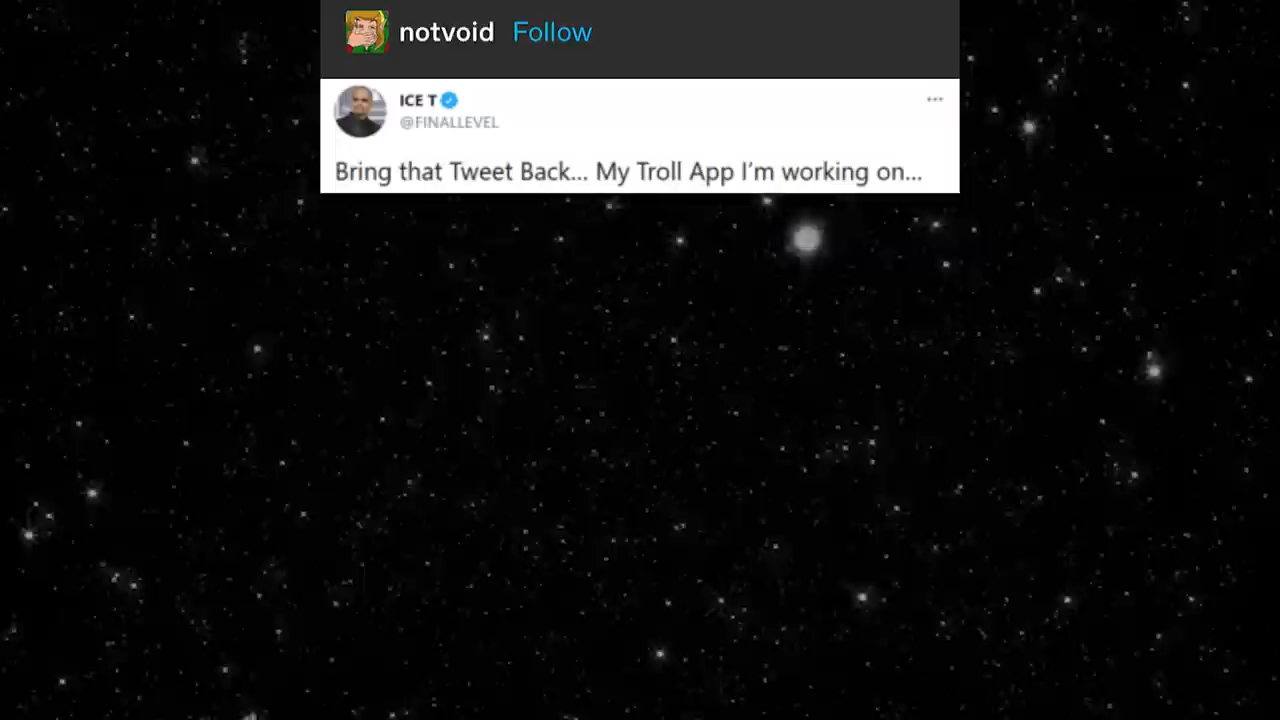 notvoid Follow
ICE T
@FINALLEVEL
Bring that Tweet Back... My Troll App I'm working on...